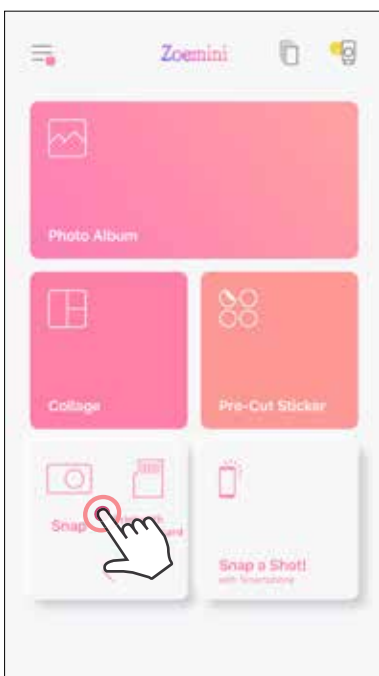 Zoemini
Photo Album
Collage
Pre-Cut Sticker
Snap
Snap a Shot!
with Smartphone